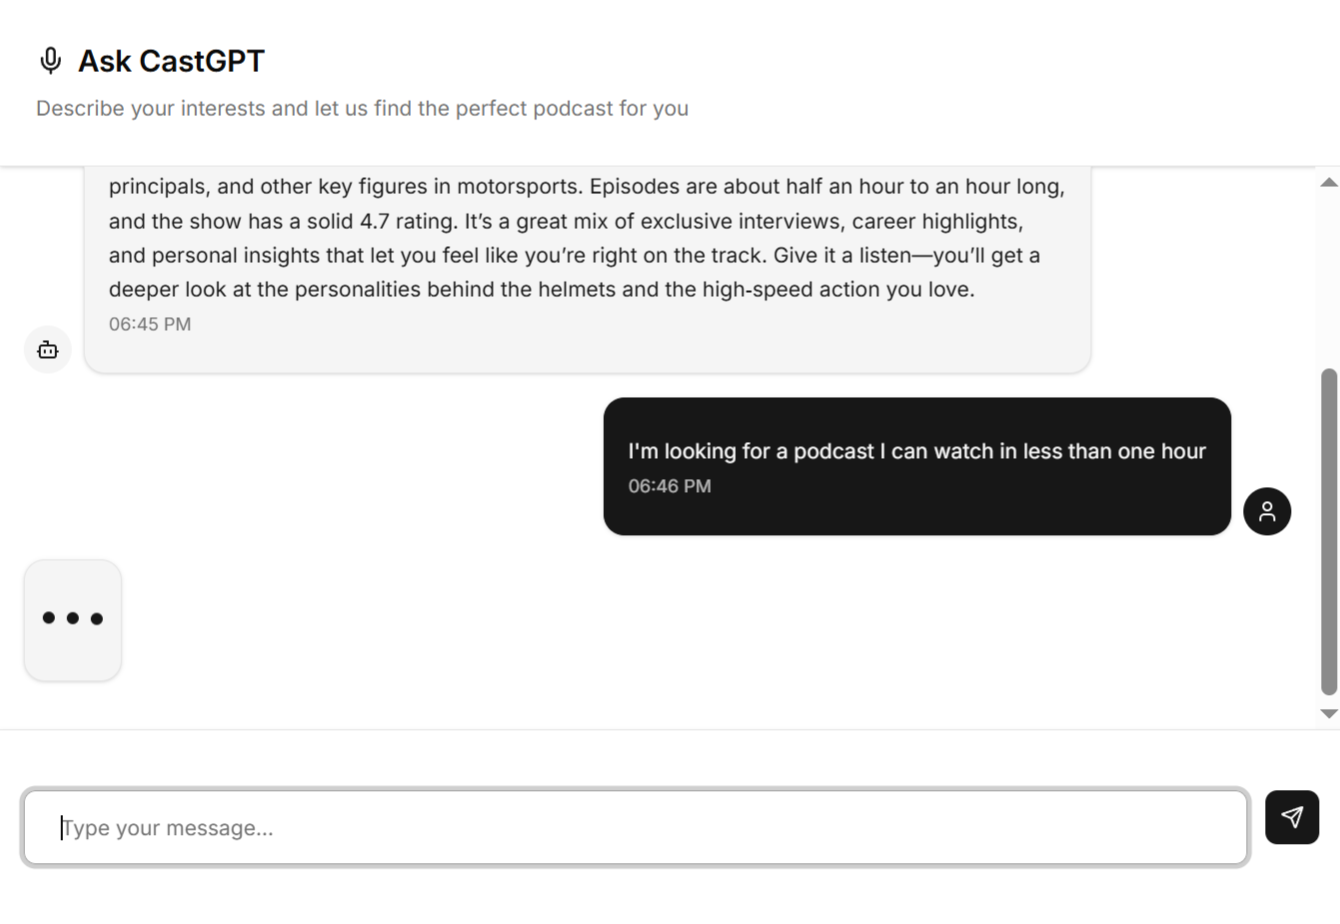 Ask CastGPT
Describe your interests and let us find the perfect podcast for you
principals, and other key figures in motorsports. Episodes are about half an hour to an hour long,
and the show has a solid 4.7 rating. It’s a great mix of exclusive interviews, career highlights,
and personal insights that let you feel like you’re right on the track. Give it a listen—you’ll get a
deeper look at the personalities behind the helmets and the high-speed action you love.
06:45 PM
I'm looking for a podcast I can watch in less than one hour
06:46 PM
Type your message...